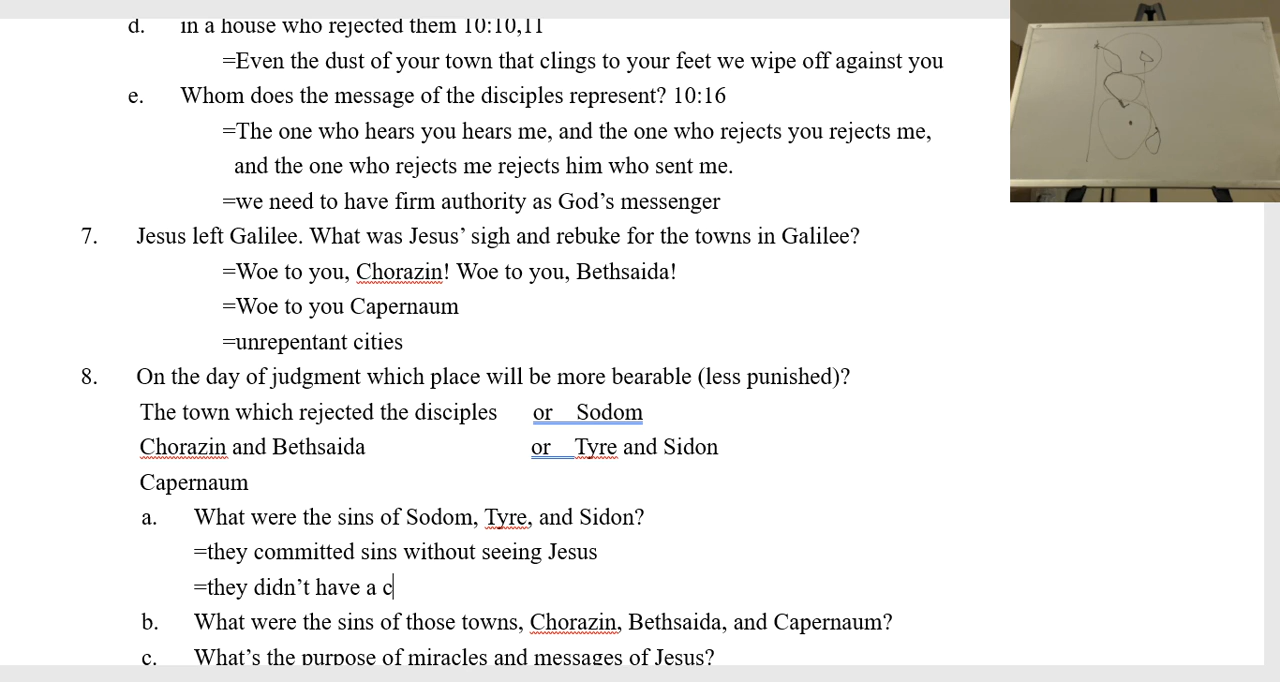 d. in a house who rejected them 10:10,11
=Even the dust of your town that clings to your feet we wipe off against you
e. Whom does the message of the disciples represent? 10:16
=The one who hears you hears me, and the one who rejects you rejects me,
and the one who rejects me rejects him who sent me.
=we need to have firm authority as God’s messenger
7. Jesus left Galilee. What was Jesus’ sigh and rebuke for the towns in Galilee?
=Woe to you, Chorazin! Woe to you, Bethsaida!
=Woe to you Capernaum
=unrepentant cities
8. On the day of judgment which place will be more bearable (less punished)?
The town which rejected the disciples or Sodom
Chorazin and Bethsaida or Tyre and Sidon
Capernaum
a. What were the sins of Sodom, Tyre, and Sidon?
=they committed sins without seeing Jesus
=they didn’t have a c
b. What were the sins of those towns, Chorazin, Bethsaida, and Capernaum?
c. What’s the purpose of miracles and messages of Jesus?